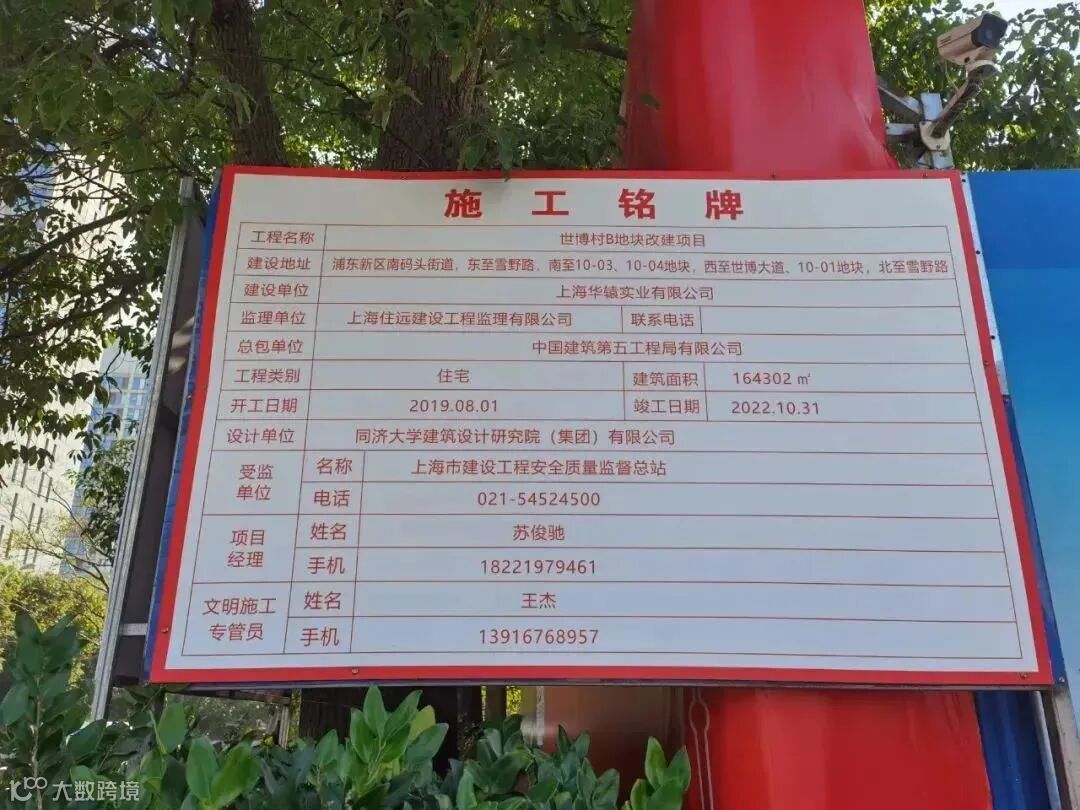 施工铭牌
工程名称 世博村B地块改建项目
建设地址 浦东新区南码头街道，东至雪野路、南至10-03、10-04地块，西至世博大道、10-01地块，北至雪野路
建设单位 上海华辕实业有限公司
监理单位 上海住远建设工程监理有限公司 联系电话
总包单位 中国建筑第五工程局有限公司
工程类别 住宅 建筑面积 164302 ㎡
开工日期 2019.08.01 竣工日期 2022.10.31
设计单位 同济大学建筑设计研究院（集团）有限公司
受监单位 名称 上海市建设工程安全质量监督总站
电话 021-54524500
项目经理 姓名 苏俊驰
手机 18221979461
文明施工专管员 姓名 王杰
手机 13916768957
大数跨境